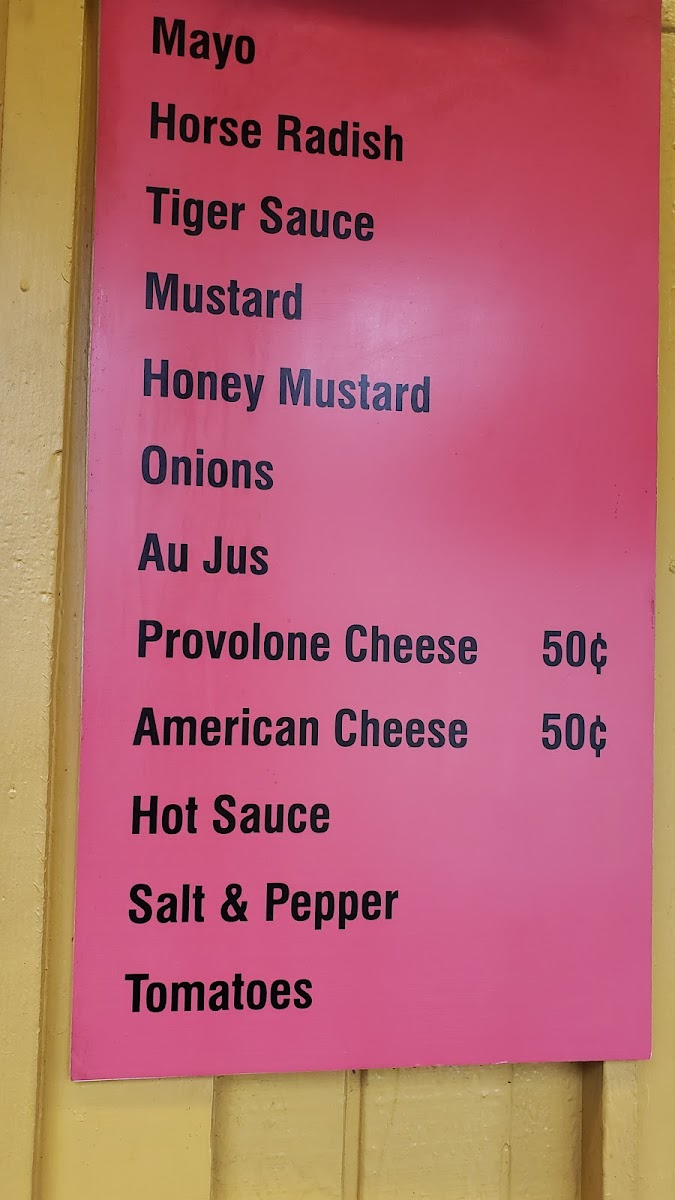 Mayo
Horse Radish
Tiger Sauce
Mustard
Honey Mustard
Onions
Au Jus
Provolone Cheese 50¢
American Cheese 50¢
Hot Sauce
Salt & Pepper
Tomatoes